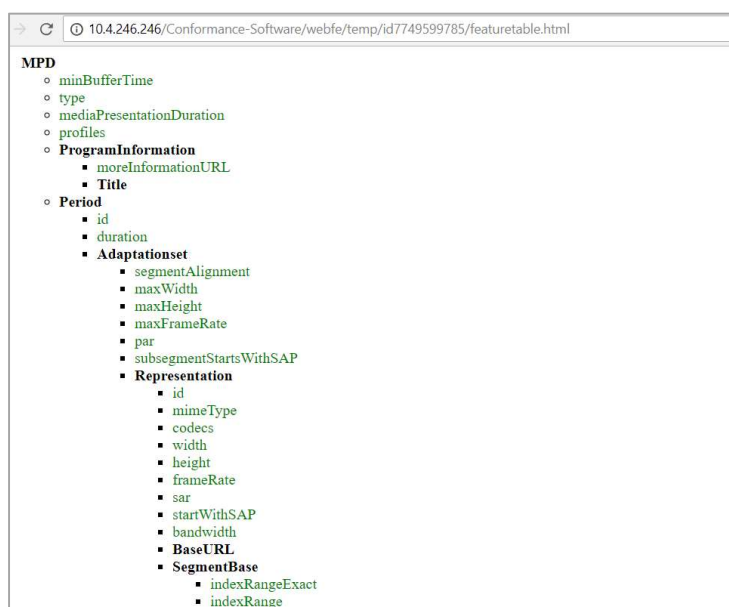 10.4.246.246/Conformance-Software/webfe/temp/id7749599785/featuretable.html
MPD
minBufferTime
type
mediaPresentationDuration
profiles
ProgramInformation
moreInformationURL
Title
Period
id
duration
Adaptationset
segmentAlignment
maxWidth
maxHeight
maxFrameRate
par
subsegmentStartsWithSAP
Representation
id
mimeType
codecs
width
height
frameRate
sar
startWithSAP
bandwidth
BaseURL
SegmentBase
indexRangeExact
indexRange